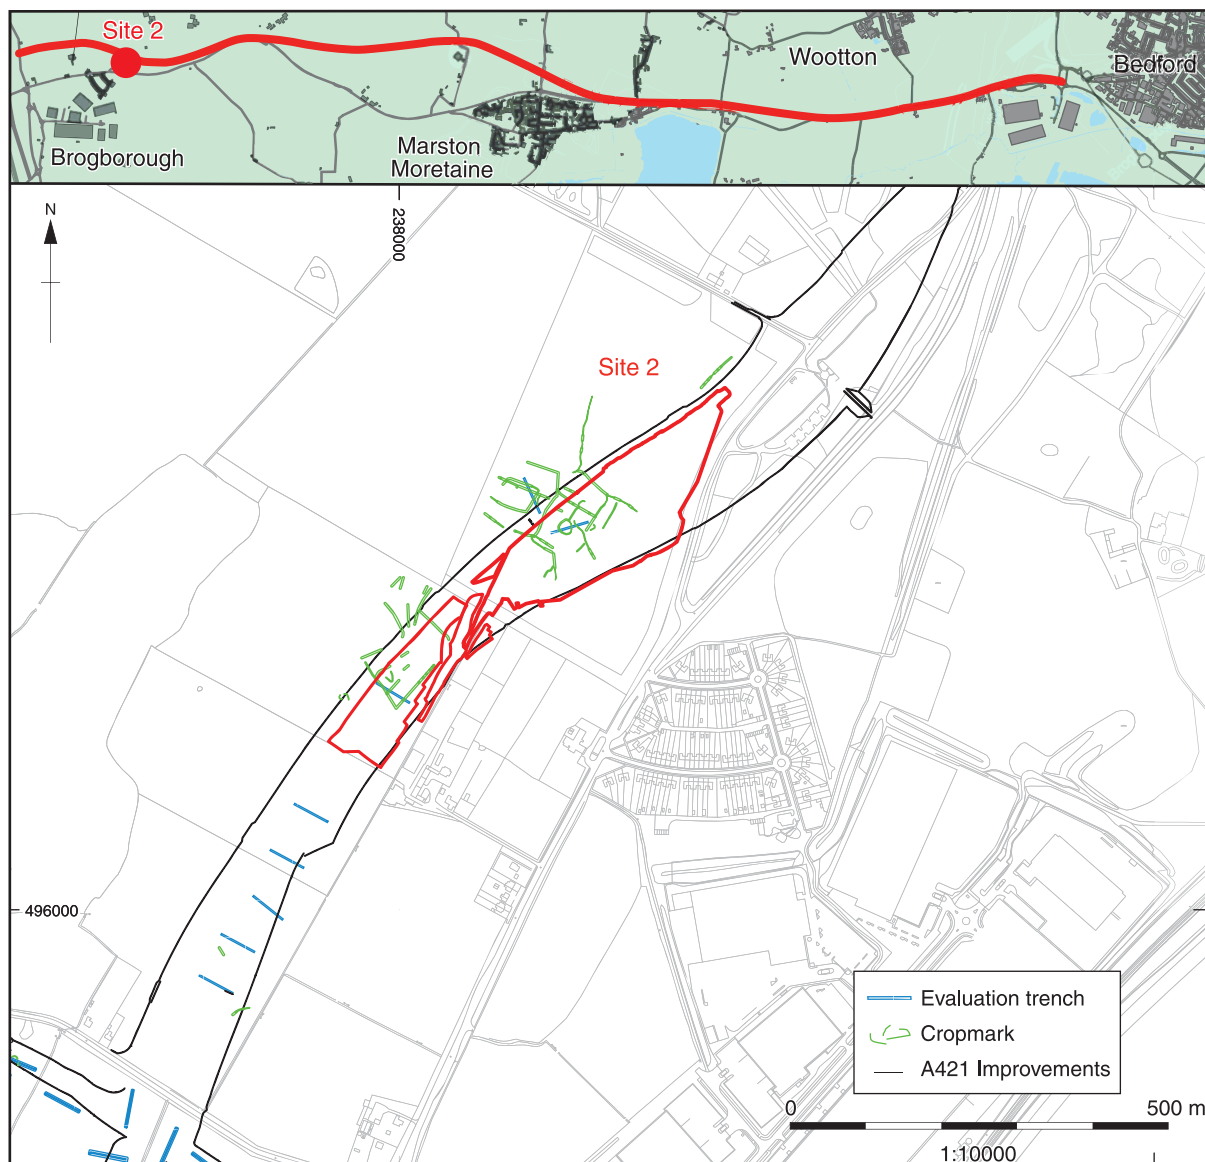 Site 2
Wootton
Bedford
Brogborough
Marston
Moretaine
N
238000
Site 2
496000
Evaluation trench
Cropmark
A421 Improvements
0
500 m
1:10000